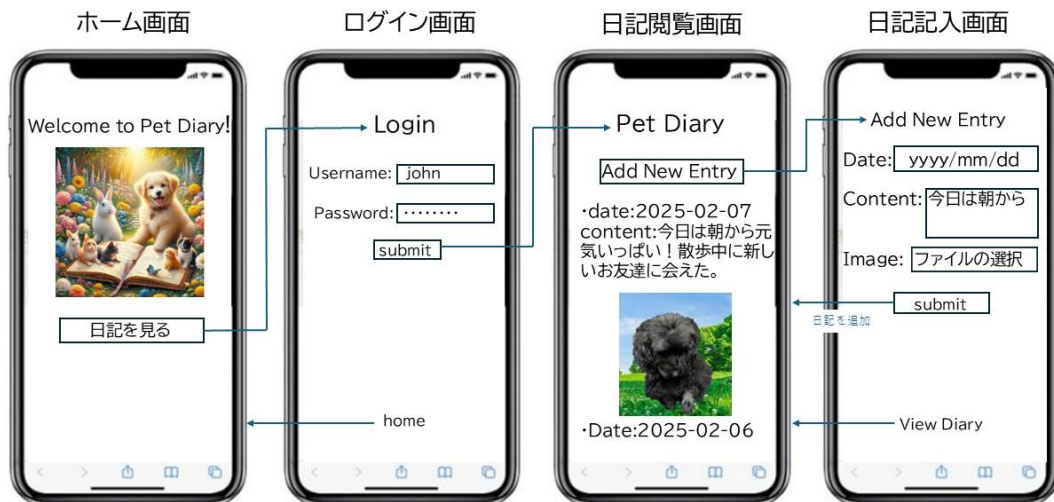 ホーム画面
ログイン画面
日記閲覧画面
日記記入画面
Welcome to Pet Diary!
日記を見る
Login
Username: john
Password: ････････
submit
home
Pet Diary
Add New Entry
･date:2025-02-07
content:今日は朝から元
気いっぱい！散歩中に新し
いお友達に会えた。
･Date:2025-02-06
Add New Entry
Date: yyyy/mm/dd
Content: 今日は朝から
Image: ファイルの選択
submit
日記を追加
View Diary